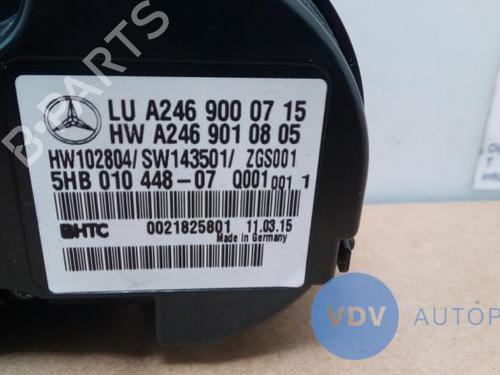 B-PARTS
LU A246 900 07 15
HW A246 901 08 05
HW102804/SW143501/ ZGS001
5HB 010 448-07 Q001 001 1
BHTC 0021825801 11.03.15
Made in Germany
VDV AUTOP